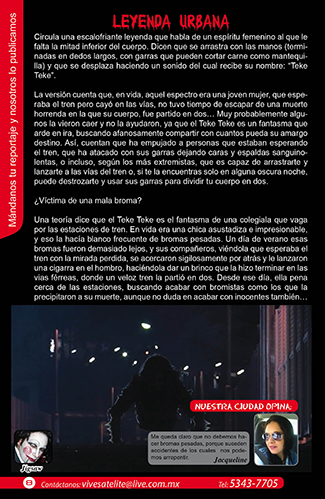 LEYENDA URBANA
Circula una escalofriante leyenda que habla de un espíritu femenino al que le
falta la mitad inferior del cuerpo. Dicen que se arrastra con las manos (termi-
nadas en dedos largos, con garras que pueden cortar carne como mantequi-
lla) y que se desplaza haciendo un sonido del cual recibe su nombre: "Teke
Teke".
La versión cuenta que, en vida, aquel espectro era una joven mujer, que espe-
raba el tren pero cayó en las vías, no tuvo tiempo de escapar de una muerte
horrenda en la que su cuerpo, fue partido en dos… Muy probablemente algu-
nos la vieron caer y no la ayudaron, ya que el Teke Teke es un fantasma que
arde en ira, buscando afanosamente compartir con cuantos pueda su amargo
destino. Así, cuentan que ha empujado a personas que estaban esperando
el tren, que ha atacado con sus garras dejando caras y espaldas sanguino-
lentas, o incluso, según los más extremistas, que es capaz de arrastarte y
lanzarte a las vías del tren o, si te la encuentras solo en alguna oscura noche,
puede destrozarte y usar sus garras para dividir tu cuerpo en dos.
¿Víctima de una mala broma?
Una teoría dice que el Teke Teke es el fantasma de una colegiala que vaga
por las estaciones de tren. En vida era una chica asustadiza e impresionable,
y eso la hacía blanco frecuente de bromas pesadas. Un día de verano esas
bromas fueron demasiado lejos, y sus compañeros, viéndola que esperaba el
tren con la mirada perdida, se acercaron sigilosamente por atrás y le lanzaron
una cigarra en el hombro, haciéndola dar un brinco que la hizo terminar en las
vías férreas, donde un veloz tren la partió en dos. Desde ese día, ella pena
cerca de las estaciones, buscando acabar con bromistas como los que la
precipitaron a su muerte, aunque no duda en acabar con inocentes también…
Mándanos tu reportaje y nosotros lo publicamos
NUESTRA CIUDAD OPINA:
Me queda claro que no debemos ha-
cer bromas pesadas, porque suceden
accidentes de los cuales nos pode-
mos arrepentir.
Jacqueline
Jigsaw
8
Contáctanos: vivesatelite@live.com.mx
Tel: 5343-7705